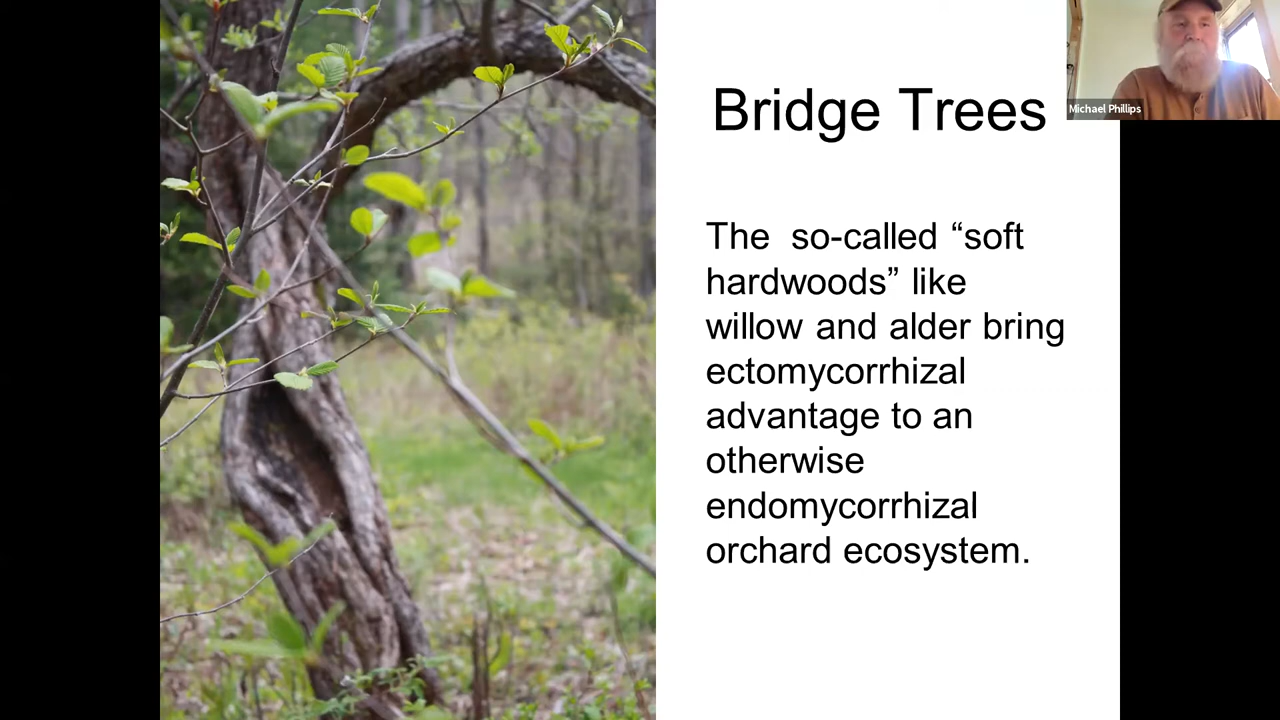 Bridge Trees
Michael Phillips
The so-called “soft
hardwoods” like
willow and alder bring
ectomycorrhizal
advantage to an
otherwise
endomycorrhizal
orchard ecosystem.